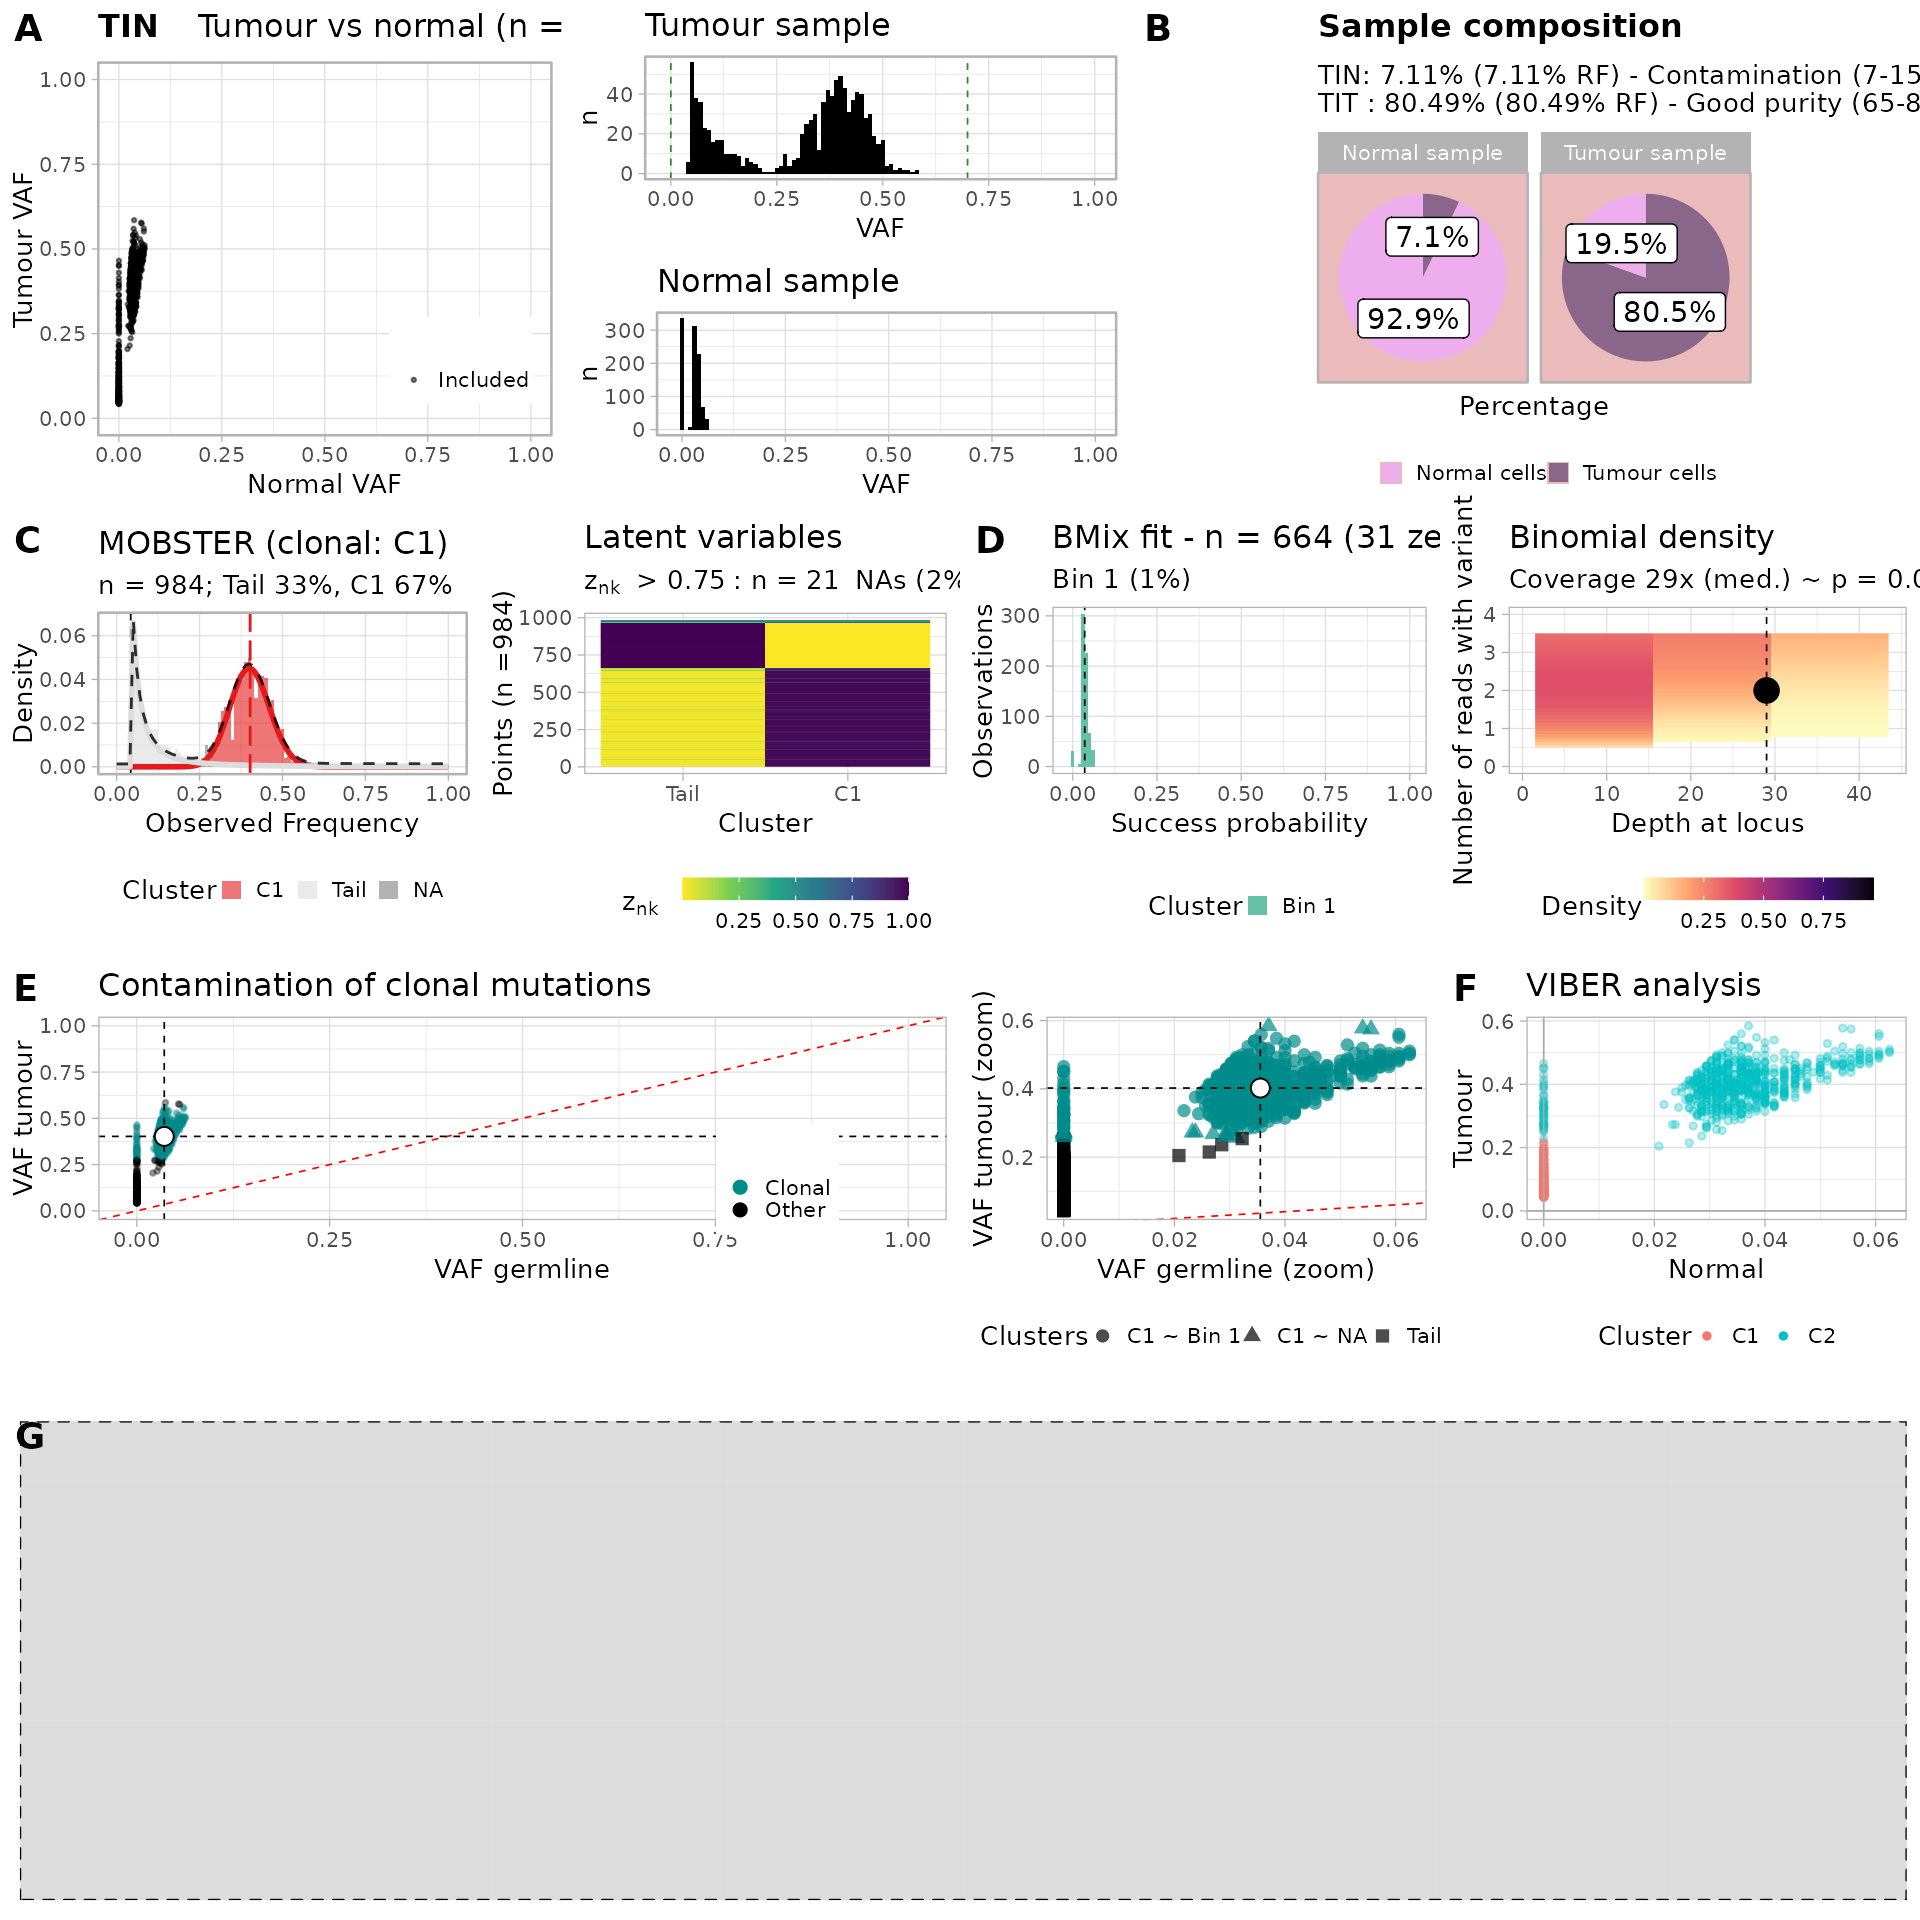 A
TIN Tumour vs normal (n =
1.00
0.75
0.50
0.25
0.00
Tumour VAF
Included
0.00 0.25 0.50 0.75 1.00
Normal VAF
Tumour sample
40
20
0
n
0.00 0.25 0.50 0.75 1.00
VAF
Normal sample
300
200
100
0
n
0.00 0.25 0.50 0.75 1.00
VAF
B
Sample composition
TIN: 7.11% (7.11% RF) - Contamination (7-15
TIT : 80.49% (80.49% RF) - Good purity (65-8
Normal sample Tumour sample
7.1%
92.9%
19.5%
80.5%
Percentage
Normal cells Tumour cells
C
MOBSTER (clonal: C1)
n = 984; Tail 33%, C1 67%
0.06
0.04
0.02
0.00
Density
0.00 0.25 0.50 0.75 1.00
Observed Frequency
Cluster C1 Tail NA
Latent variables
znk > 0.75 : n = 21 NAs (2%
1000
750
500
250
0
Points (n =984)
Tail C1
Cluster
znk
0.25 0.50 0.75 1.00
D
BMix fit - n = 664 (31 ze
Bin 1 (1%)
300
200
100
0
Observations
0.00 0.25 0.50 0.75 1.00
Success probability
Cluster Bin 1
Binomial density
Coverage 29x (med.) ~ p = 0.0
4
3
2
1
0
Number of reads with variant
0 10 20 30 40
Depth at locus
Density
0.25 0.50 0.75
E
Contamination of clonal mutations
1.00
0.75
0.50
0.25
0.00
VAF tumour
Clonal
Other
0.00 0.25 0.50 0.75 1.00
VAF germline
0.6
0.4
0.2
VAF tumour (zoom)
0.00 0.02 0.04 0.06
VAF germline (zoom)
Clusters C1 ~ Bin 1 C1 ~ NA Tail
F
VIBER analysis
0.6
0.4
0.2
0.0
Tumour
0.00 0.02 0.04 0.06
Normal
Cluster C1 C2
G